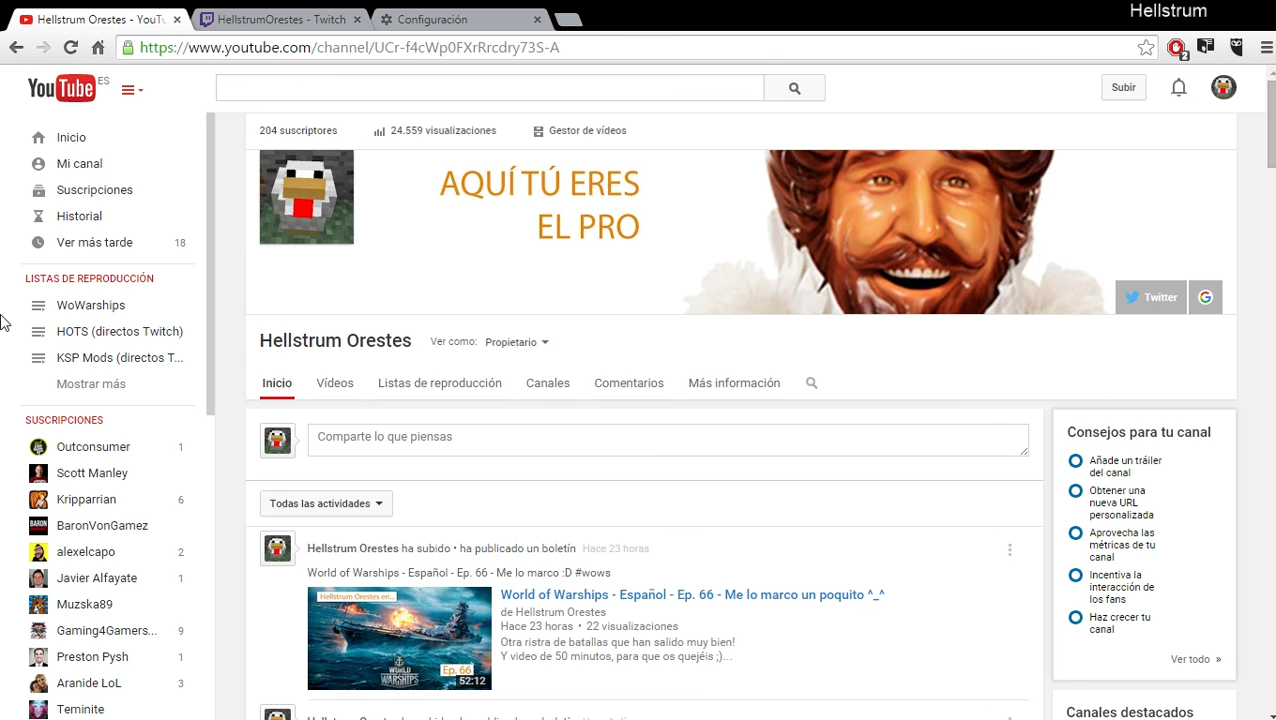 Hellstrum
Hellstrum Orestes - YouTu
HellstrumOrestes - Twitch
Configuración
https://www.youtube.com/channel/UCr-f4cWp0FXrRrcdry73S-A
2
YouTube ES
Subir
Inicio
Mi canal
Suscripciones
Historial
Ver más tarde 18
LISTAS DE REPRODUCCIÓN
WoWarships
HOTS (directos Twitch)
KSP Mods (directos T...
Mostrar más
SUSCRIPCIONES
Outconsumer 1
Scott Manley
Kripparrian 6
BARON BaronVonGamez
alexelcapo 2
Javier Alfayate 1
Muzska89
Gaming4Gamers... 9
Preston Pysh 1
Aranide LoL 3
Teminite
204 suscriptores 24.559 visualizaciones Gestor de vídeos
AQUÍ TÚ ERES
EL PRO
Twitter G
Hellstrum Orestes Ver como: Propietario
Inicio Vídeos Listas de reproducción Canales Comentarios Más información
Comparte lo que piensas
Todas las actividades
Hellstrum Orestes ha subido • ha publicado un boletín Hace 23 horas
World of Warships - Español - Ep. 66 - Me lo marco :D #wows
Hellstrum Orestes en...
WORLD OF
WARSHIPS
Ep. 66
52:12
World of Warships - Español - Ep. 66 - Me lo marco un poquito ^_^
de Hellstrum Orestes
Hace 23 horas • 22 visualizaciones
Otra ristra de batallas que han salido muy bien!
Y video de 50 minutos, para que os quejéis ;)...
Consejos para tu canal
Añade un tráiler
del canal
Obtener una
nueva URL
personalizada
Aprovecha las
métricas de tu
canal
Incentiva la
interacción de
los fans
Haz crecer tu
canal
Ver todo »
Canales destacados